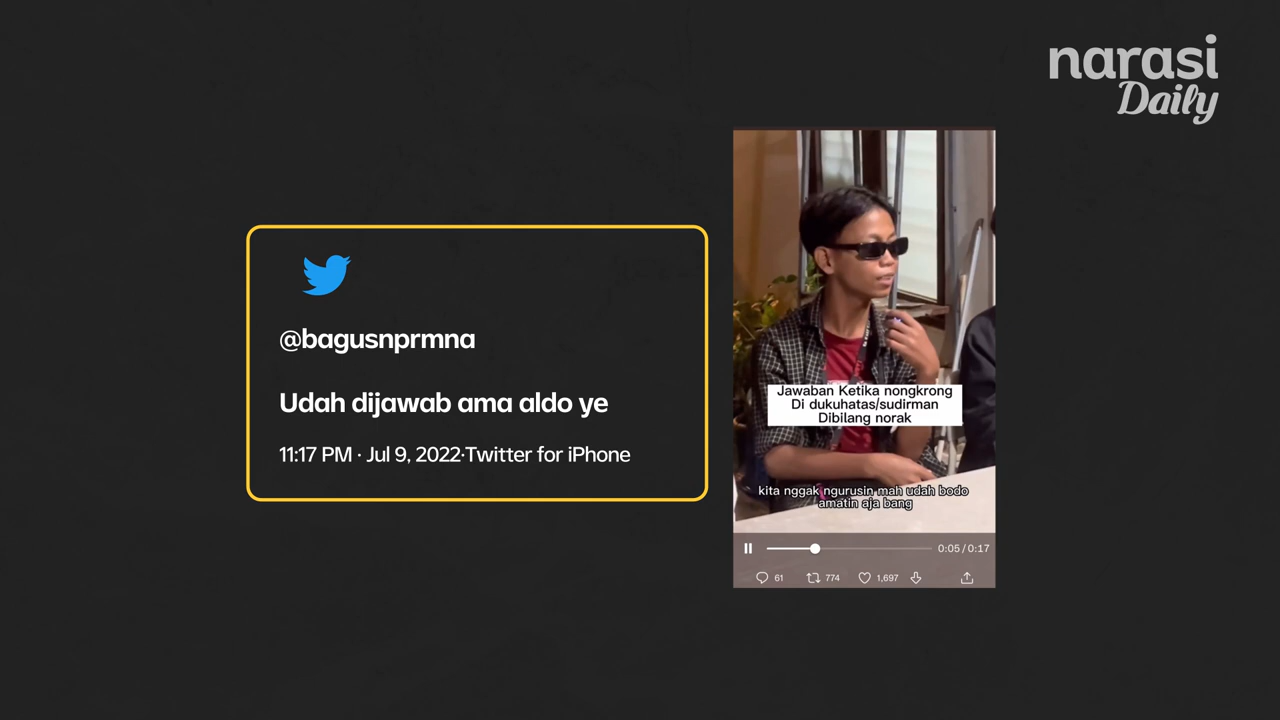 narasi
Daily
@bagusnprmna
Udah dijawab ama aldo ye
11:17 PM · Jul 9, 2022·Twitter for iPhone
Jawaban Ketika nongkrong
Di dukuhatas/sudirman
Dibilang norak
kita nggak ngurusin mah udah bodo
amatin aja bang
0:05 / 0:17
61 774 1,697